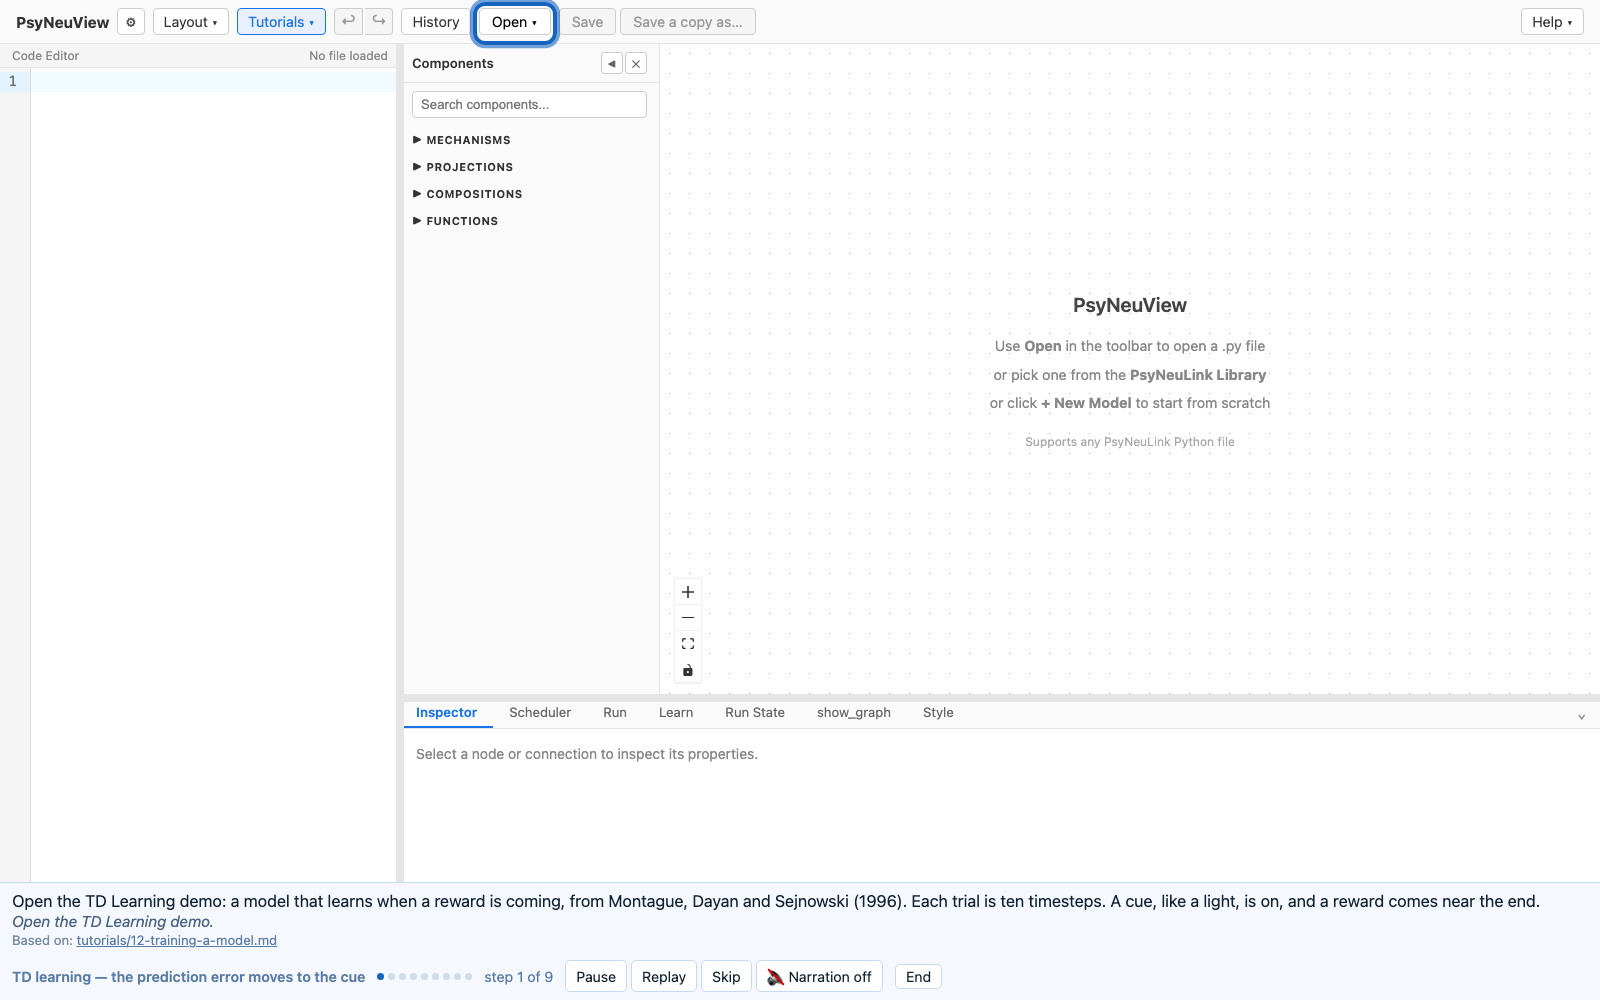 PsyNeuView
Layout ▾
Tutorials ▾
History
Open ▾
Save
Save a copy as...
Help ▾
Code Editor
No file loaded
1
Components
Search components...
MECHANISMS
PROJECTIONS
COMPOSITIONS
FUNCTIONS
PsyNeuView
Use Open in the toolbar to open a .py file
or pick one from the PsyNeuLink Library
or click + New Model to start from scratch
Supports any PsyNeuLink Python file
Inspector
Scheduler
Run
Learn
Run State
show_graph
Style
Select a node or connection to inspect its properties.
Open the TD Learning demo: a model that learns when a reward is coming, from Montague, Dayan and Sejnowski (1996). Each trial is ten timesteps. A cue, like a light, is on, and a reward comes near the end.
Open the TD Learning demo.
Based on: tutorials/12-training-a-model.md
TD learning — the prediction error moves to the cue
step 1 of 9
Pause
Replay
Skip
Narration off
End